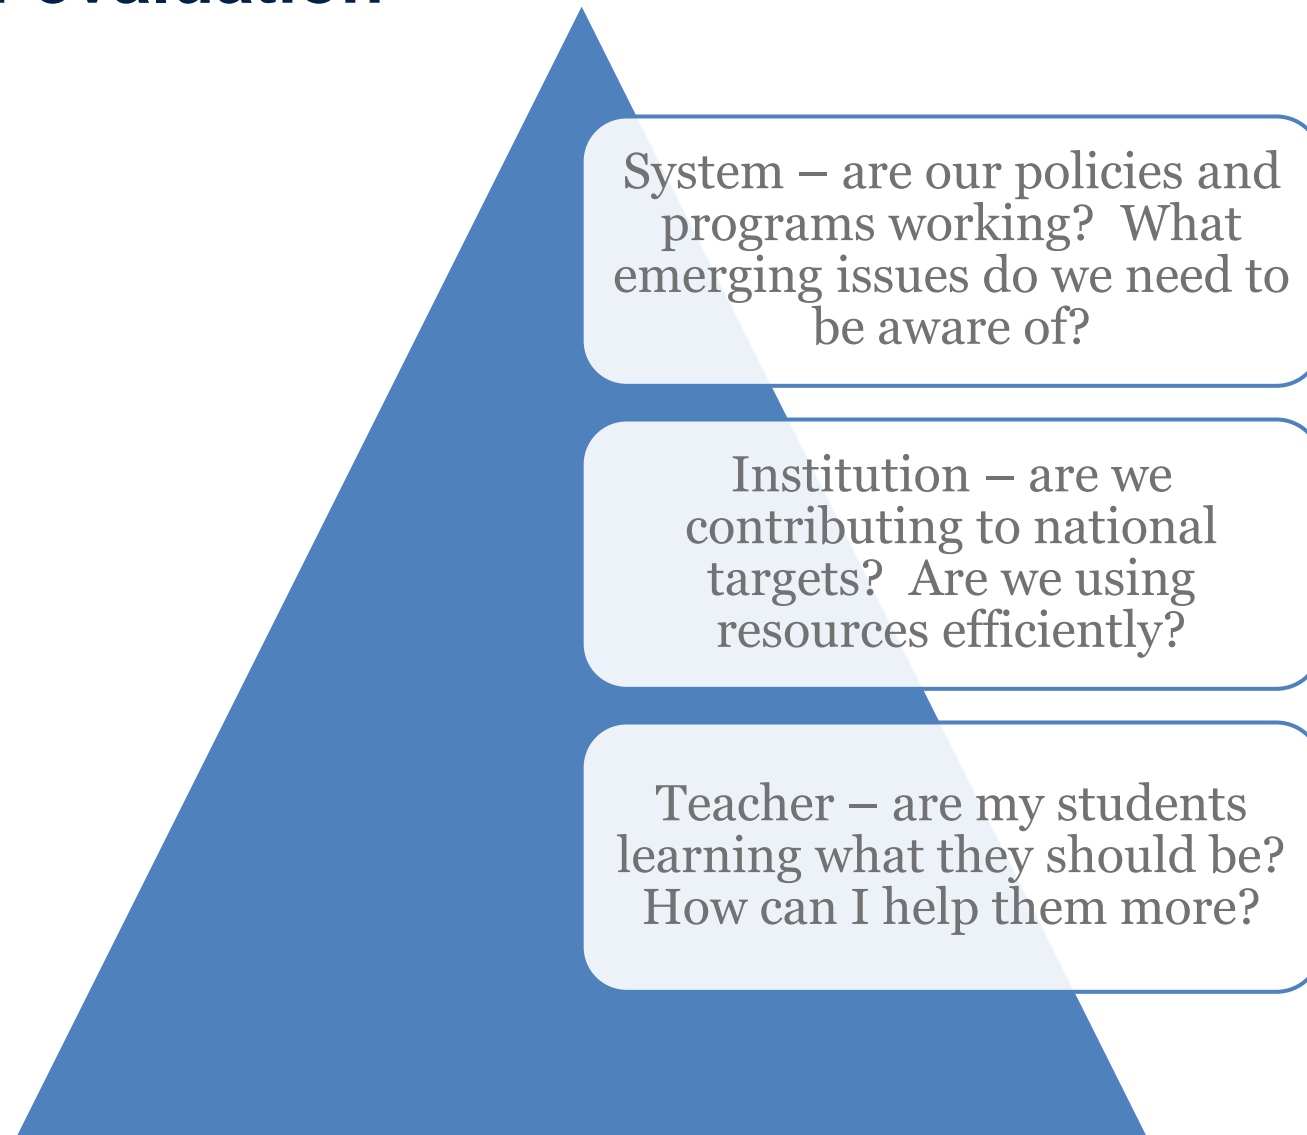 evaluation
System – are our policies and
programs working?  What
emerging issues do we need to
be aware of?
Institution – are we
contributing to national
targets?  Are we using
resources efficiently?
Teacher – are my students
learning what they should be?
How can I help them more?